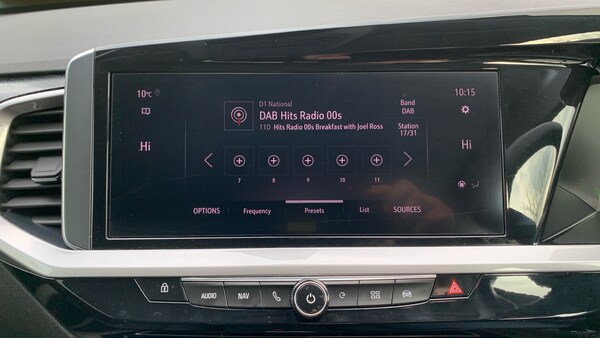 10°C
10:15
D1 National
DAB Hits Radio 00s
11D Hits Radio 00s Breakfast with Joel Ross
Band
DAB
Station
17/31
Hi
Hi
7 8 9 10 11
OPTIONS Frequency Presets List SOURCES
AUDIO NAV